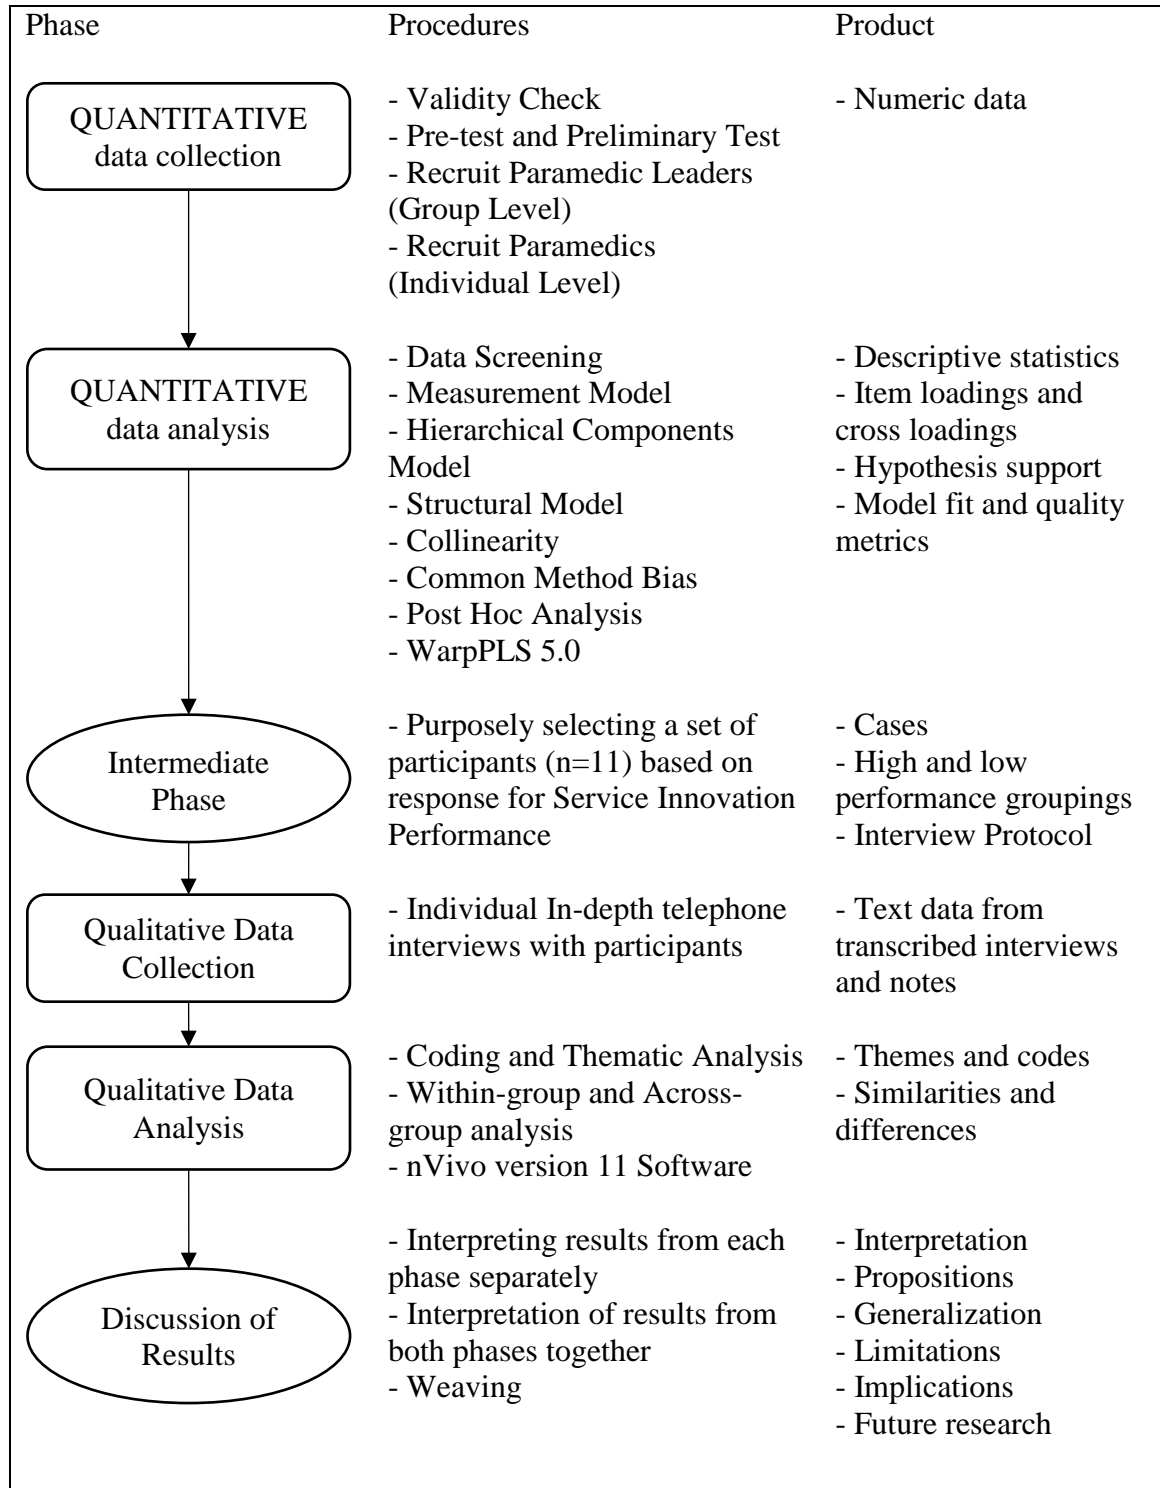 Phase Procedures Product
QUANTITATIVE
data collection
- Validity Check
- Pre-test and Preliminary Test
- Recruit Paramedic Leaders
(Group Level)
- Recruit Paramedics
(Individual Level)
- Numeric data
QUANTITATIVE
data analysis
- Data Screening
- Measurement Model
- Hierarchical Components
Model
- Structural Model
- Collinearity
- Common Method Bias
- Post Hoc Analysis
- WarpPLS 5.0
- Descriptive statistics
- Item loadings and
cross loadings
- Hypothesis support
- Model fit and quality
metrics
Intermediate
Phase
- Purposely selecting a set of
participants (n=11) based on
response for Service Innovation
Performance
- Cases
- High and low
performance groupings
- Interview Protocol
Qualitative Data
Collection
- Individual In-depth telephone
interviews with participants
- Text data from
transcribed interviews
and notes
Qualitative Data
Analysis
- Coding and Thematic Analysis
- Within-group and Across-
group analysis
- nVivo version 11 Software
- Themes and codes
- Similarities and
differences
Discussion of
Results
- Interpreting results from each
phase separately
- Interpretation of results from
both phases together
- Weaving
- Interpretation
- Propositions
- Generalization
- Limitations
- Implications
- Future research